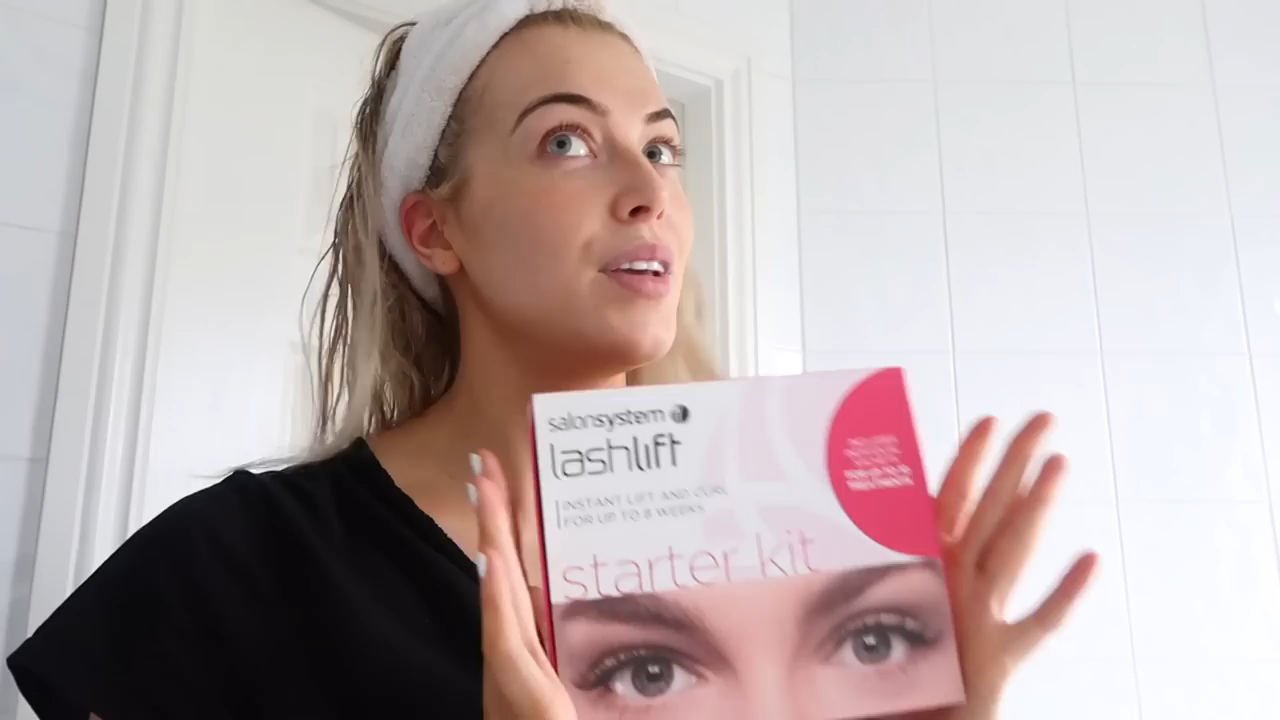 salonsystem
lashlift
INSTANT LIFT AND CURL
FOR UP TO 8 WEEKS
starter kit